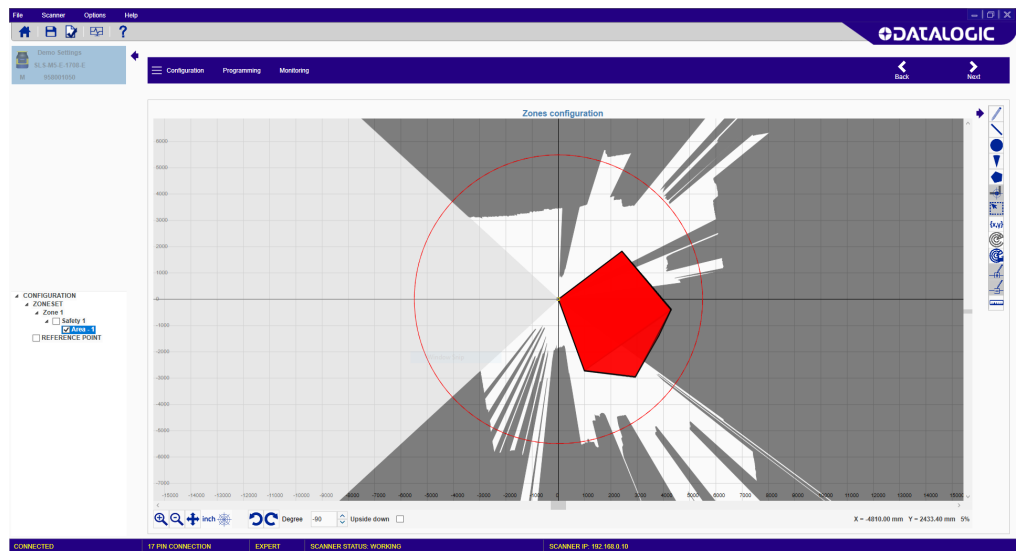 File Scanner Options Help
DATALOGIC
Demo Settings
SLS-M5-E-1708-E
M 950001090
Configuration Programming Monitoring Back Next
Zones configuration
6000
5000
4000
3000
2000
1000
0
-1000
-2000
-3000
-4000
-5000
-6000
-7000
-15000 -14000 -13000 -12000 -11000 -10000 -9000 -8000 -7000 -6000 -5000 -4000 -3000 -2000 -1000 0 1000 2000 3000 4000 5000 6000 7000 8000 9000 10000 11000 12000 13000 14000 15000
{x,y}
CONFIGURATION
ZONESET
Zone 1
Safety 1
Area - 1
REFERENCE POINT
inch Degree -90 Upside down X = -4810.00 mm Y = 2433.40 mm 5%
CONNECTED 17 PIN CONNECTION EXPERT SCANNER STATUS: WORKING SCANNER IP: 192.168.0.10